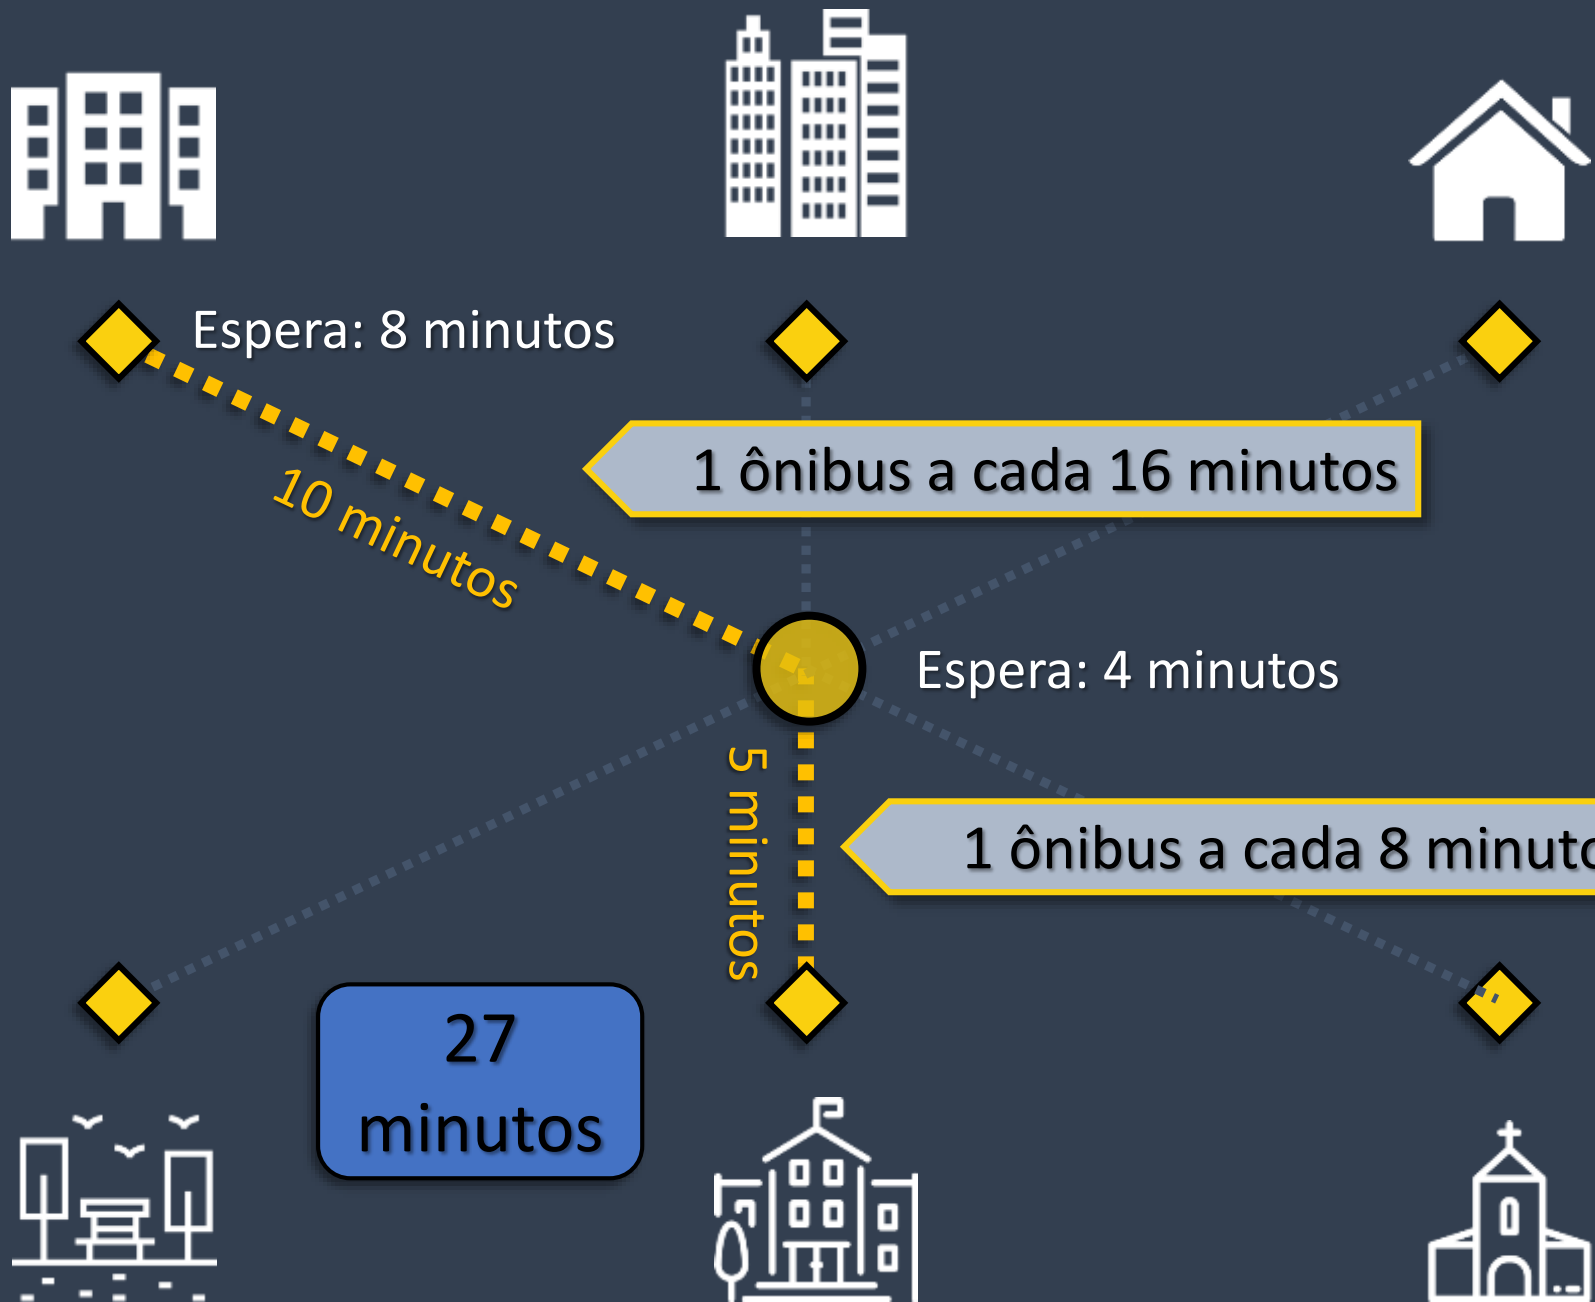 Espera: 8 minutos
1 ônibus a cada 16 minutos
10 minutos
Espera: 4 minutos
5 minutos
1 ônibus a cada 8
27
minutos